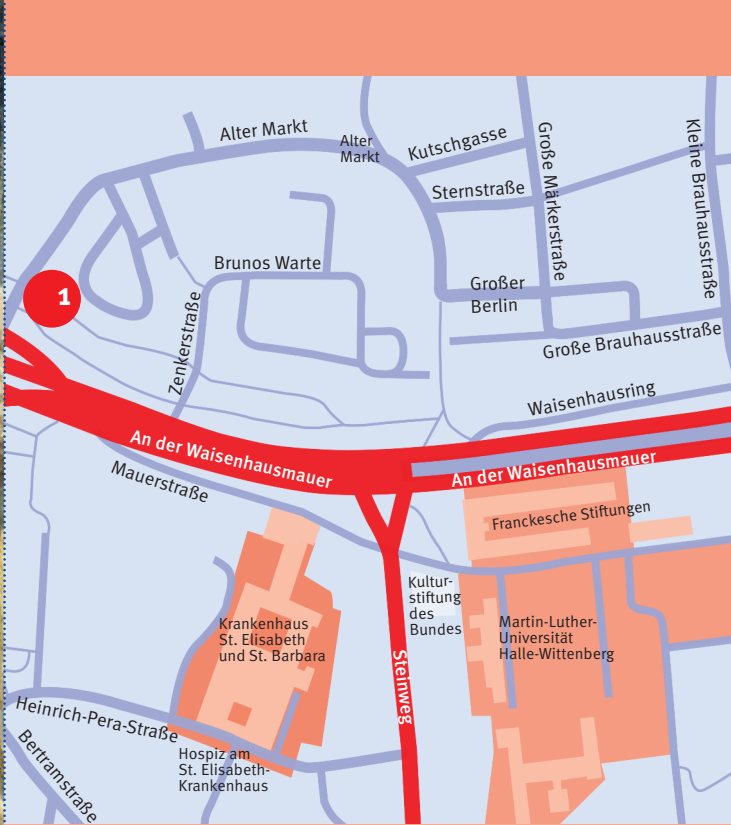 Alter Markt
Alter
Markt
Kutschgasse
Große Märkerstraße
Kleine Brauhausstraße
Sternstraße
Brunos Warte
1
Großer
Berlin
Zenkerstraße
Große Brauhausstraße
Waisenhausring
An der Waisenhausmauer
An der Waisenhausmauer
Mauerstraße
Franckesche Stiftungen
Kultur-
stiftung
des
Bundes
Krankenhaus
St. Elisabeth
und St. Barbara
Martin-Luther-
Universität
Halle-Wittenberg
Steinweg
Heinrich-Pera-Straße
Bertramstraße
Hospiz am
St. Elisabeth-
Krankenhaus